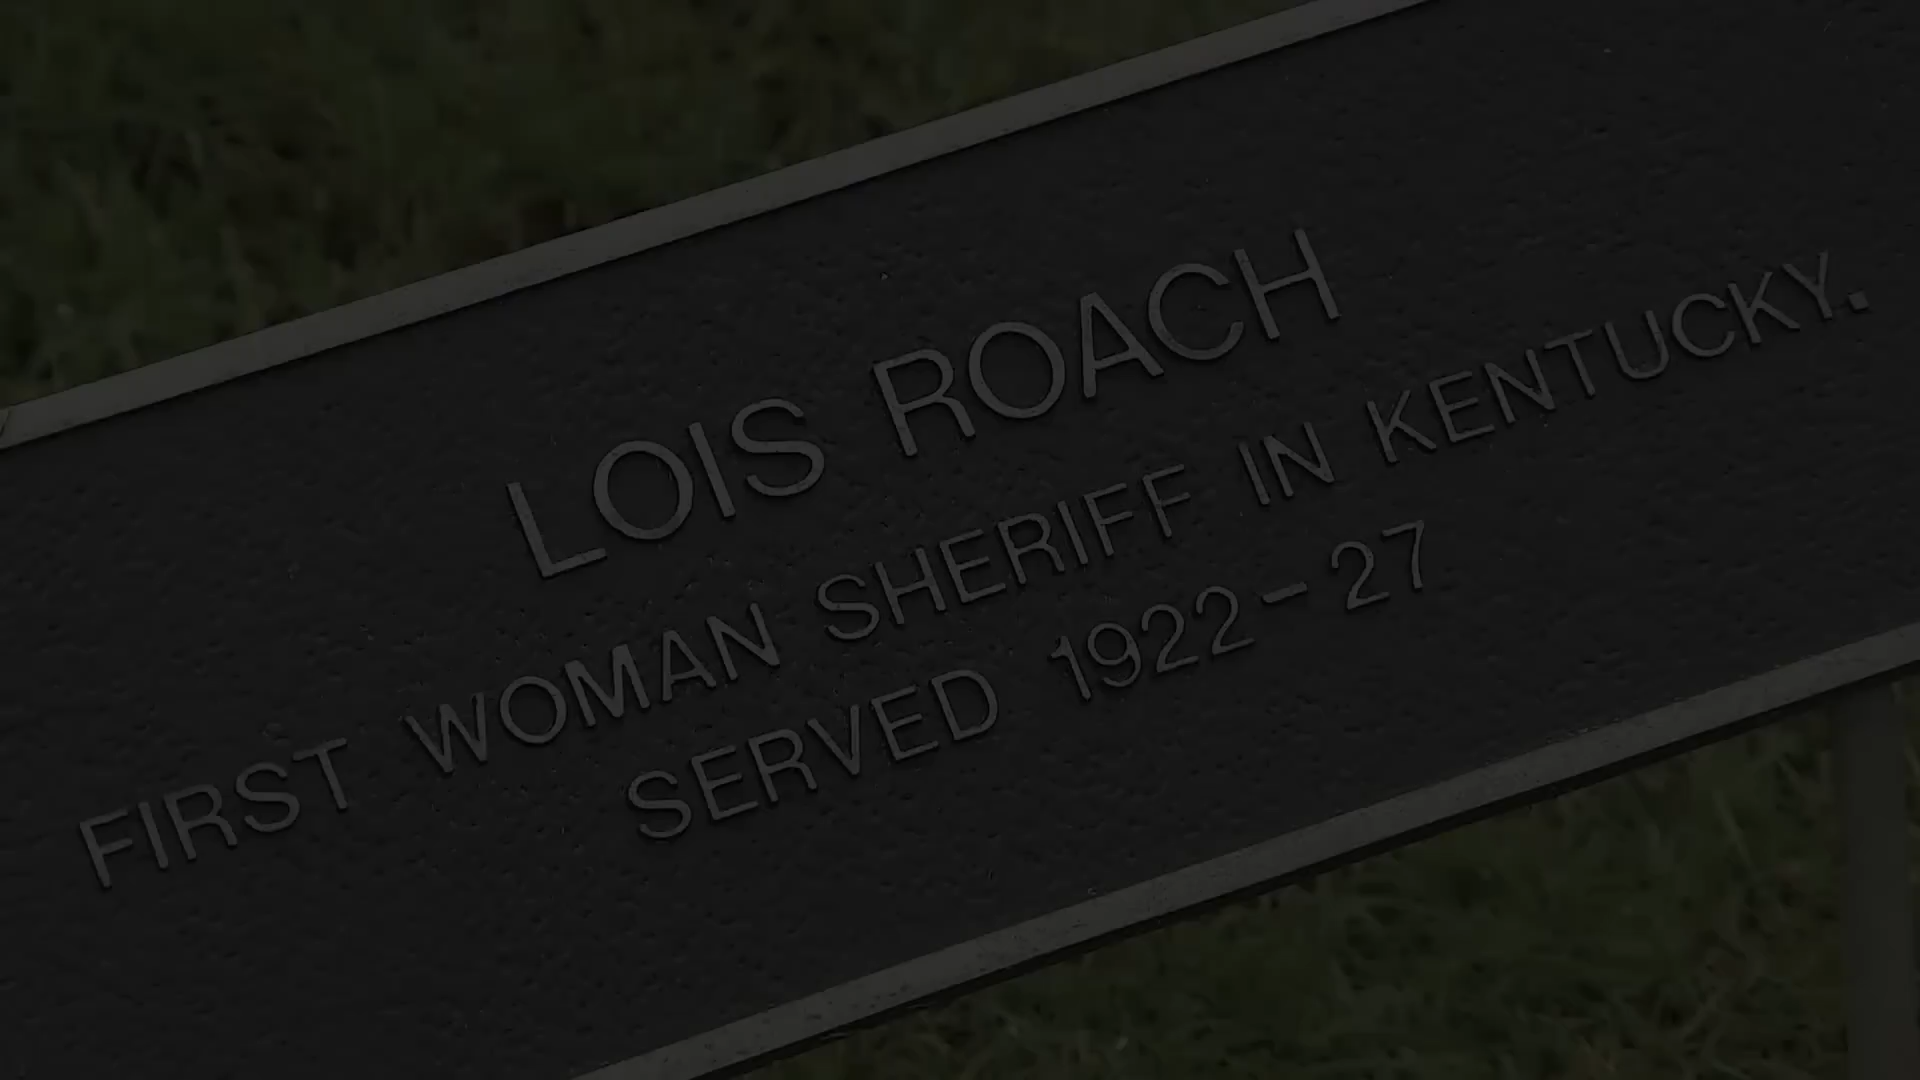 LOIS ROACH
FIRST WOMAN SHERIFF IN KENTUCKY.
SERVED 1922-27